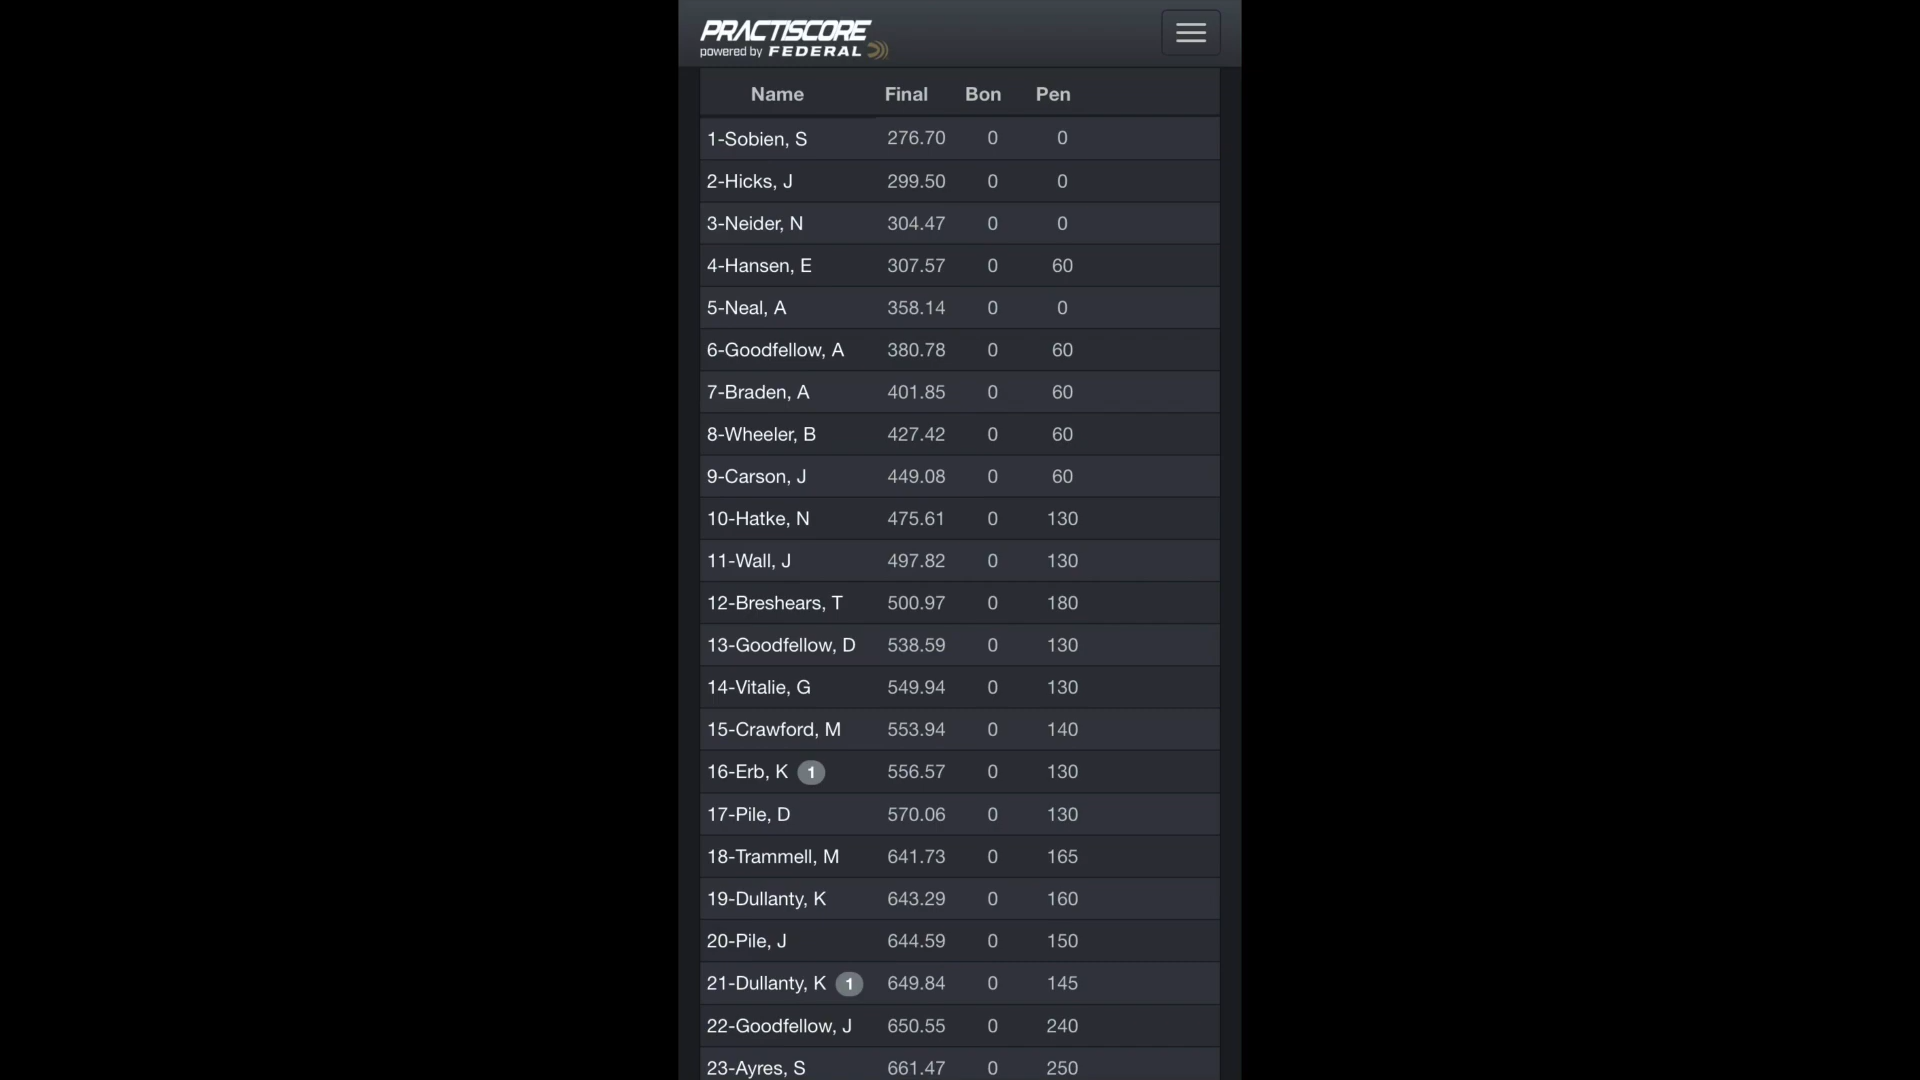 PRACTISCORE
powered by FEDERAL
Name Final Bon Pen
1-Sobien, S 276.70 0 0
2-Hicks, J 299.50 0 0
3-Neider, N 304.47 0 0
4-Hansen, E 307.57 0 60
5-Neal, A 358.14 0 0
6-Goodfellow, A 380.78 0 60
7-Braden, A 401.85 0 60
8-Wheeler, B 427.42 0 60
9-Carson, J 449.08 0 60
10-Hatke, N 475.61 0 130
11-Wall, J 497.82 0 130
12-Breshears, T 500.97 0 180
13-Goodfellow, D 538.59 0 130
14-Vitalie, G 549.94 0 130
15-Crawford, M 553.94 0 140
16-Erb, K 1 556.57 0 130
17-Pile, D 570.06 0 130
18-Trammell, M 641.73 0 165
19-Dullanty, K 643.29 0 160
20-Pile, J 644.59 0 150
21-Dullanty, K 1 649.84 0 145
22-Goodfellow, J 650.55 0 240
23-Ayres, S 661.47 0 250